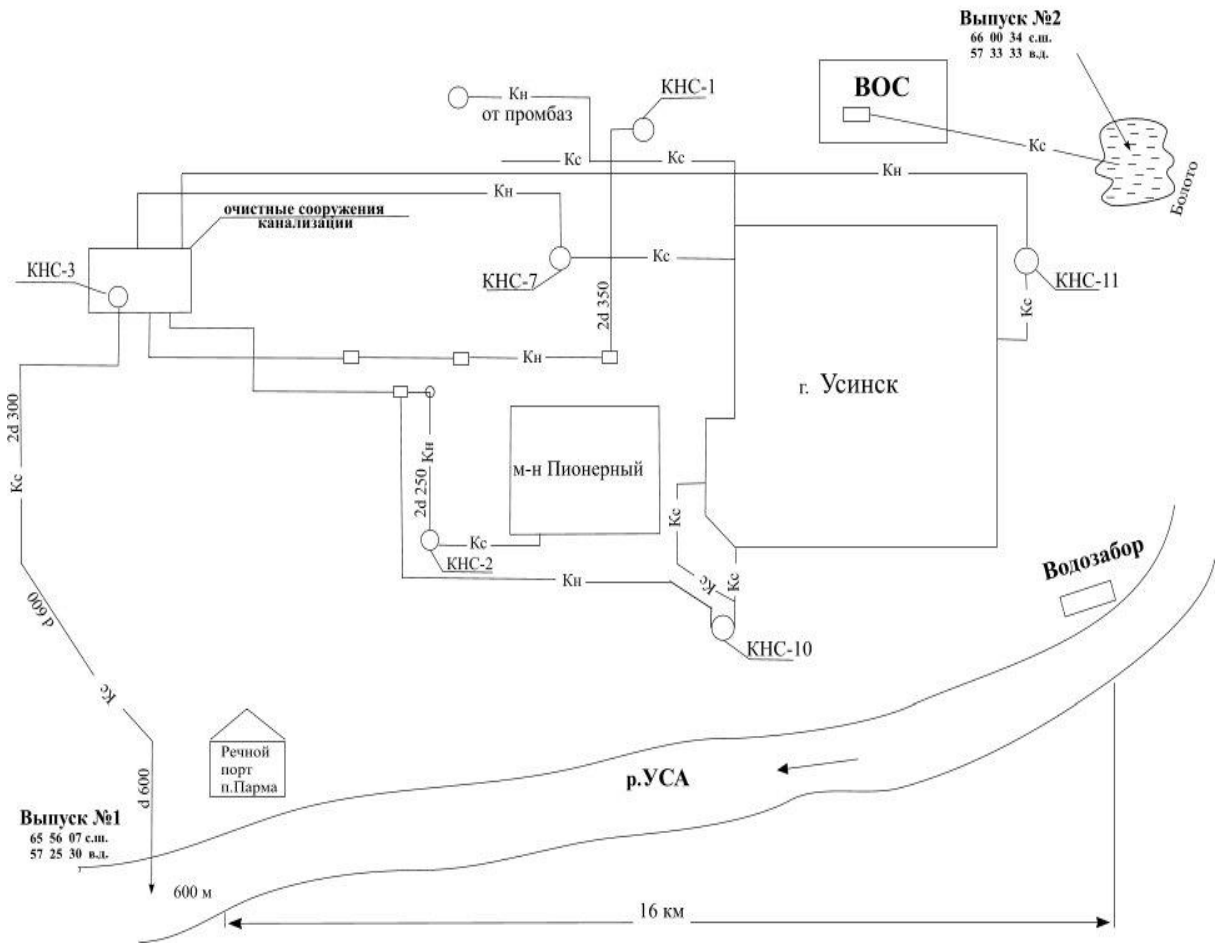 Выпуск №2
66 00 34 с.ш.
57 33 33 в.д.
ВОС
Кс
Болото
Кн
от промбаз
КНС-1
Кс
Кс
Кн
Кн
очистные сооружения
канализации
КНС-3
КНС-7
Кс
КНС-11
Кс
2d 350
Кн
г. Усинск
2d 300
Кс
Кн
2d 250
м-н Пионерный
Кс
КНС-2
Кс
Кн
Кс
Кс
КНС-10
Водозабор
d 600
Кс
Речной
порт
п.Парма
d 600
р.УСА
Выпуск №1
65 56 07 с.ш.
57 25 30 в.д.
600 м
16 км